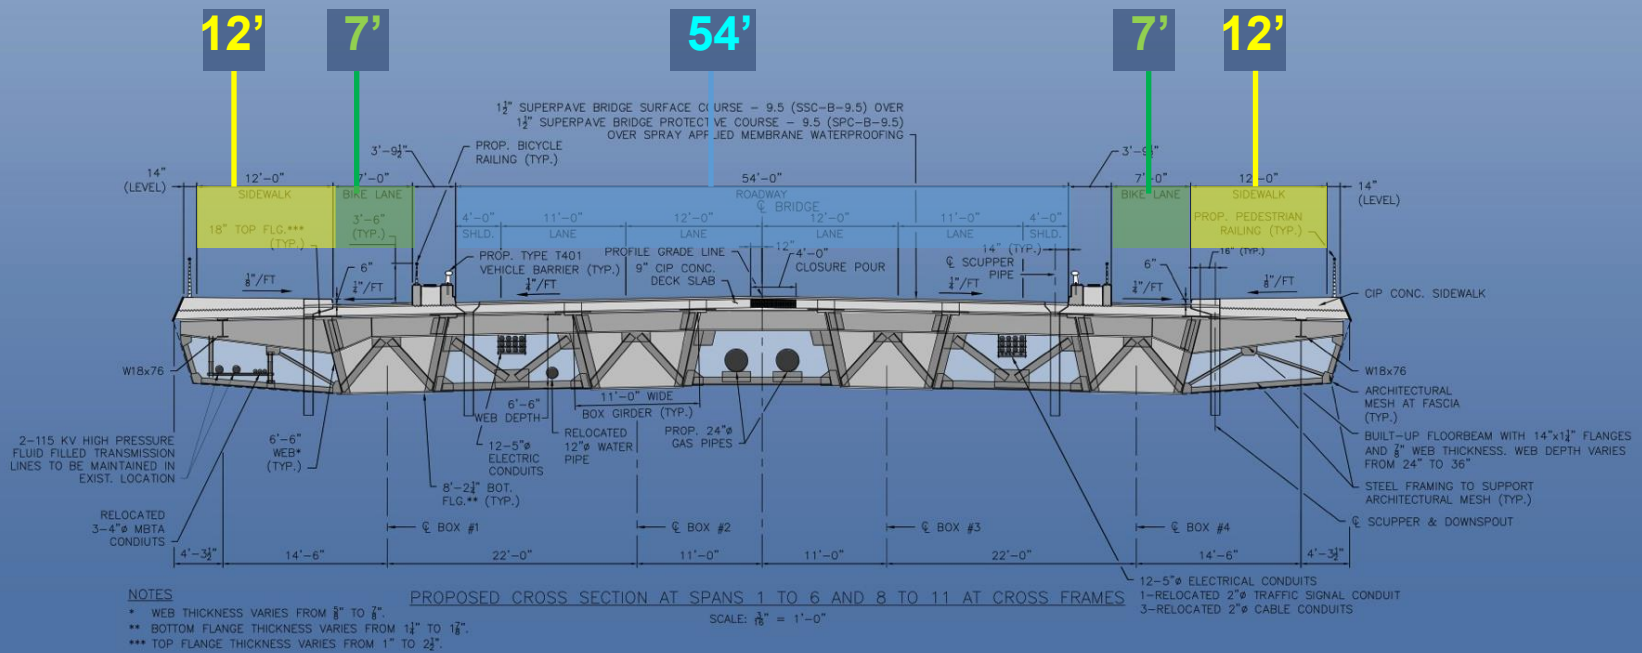 12’ 7’ 54’ 7’ 12’
1½" SUPERPAVE BRIDGE SURFACE COURSE – 9.5 (SSC-B-9.5) OVER
1½" SUPERPAVE BRIDGE PROTECTIVE COURSE – 9.5 (SPC-B-9.5)
OVER SPRAY APPLIED MEMBRANE WATERPROOFING
PROP. BICYCLE
RAILING (TYP.)
3'-9½"
3'-9½"
14"
(LEVEL)
12'-0"
7'-0"
54'-0"
7'-0"
12'-0"
14"
(LEVEL)
SIDEWALK
BIKE LANE
ROADWAY
BIKE LANE
SIDEWALK
℄ BRIDGE
18" TOP FLG.***
(TYP.)
3'-6"
(TYP.)
4'-0" 11'-0" 12'-0" 12'-0" 11'-0" 4'-0"
SHLD. LANE LANE LANE LANE SHLD.
PROP. PEDESTRIAN
RAILING (TYP.)
PROP. TYPE T401
VEHICLE BARRIER (TYP.)
PROFILE GRADE LINE
12"
4'-0"
CLOSURE POUR
9" CIP CONC.
DECK SLAB
14" (TYP.)
℄ SCUPPER
PIPE
16" (TYP.)
6"
6"
⅛"/FT
¼"/FT
¼"/FT
¼"/FT
¼"/FT
⅛"/FT
CIP CONC. SIDEWALK
W18x76
W18x76
ARCHITECTURAL
MESH AT FASCIA
(TYP.)
2-115 KV HIGH PRESSURE
FLUID FILLED TRANSMISSION
LINES TO BE MAINTAINED IN
EXIST. LOCATION
6'-6"
WEB*
(TYP.)
6'-6"
WEB DEPTH
11'-0" WIDE
BOX GIRDER (TYP.)
12-5"ø
ELECTRIC
CONDUITS
RELOCATED
12"ø WATER
PIPE
PROP. 24"ø
GAS PIPES
8'-2¼" BOT.
FLG.** (TYP.)
BUILT-UP FLOORBEAM WITH 14"x1¼" FLANGES
AND ⅞" WEB THICKNESS. WEB DEPTH VARIES
FROM 24" TO 36"
STEEL FRAMING TO SUPPORT
ARCHITECTURAL MESH (TYP.)
℄ SCUPPER & DOWNSPOUT
RELOCATED
3-4"ø MBTA
CONDIUTS
℄ BOX #1
℄ BOX #2
℄ BOX #3
℄ BOX #4
4'-3½" 14'-6" 22'-0" 11'-0" 11'-0" 22'-0" 14'-6" 4'-3½"
12-5"ø ELECTRICAL CONDUITS
1-RELOCATED 2"ø TRAFFIC SIGNAL CONDUIT
3-RELOCATED 2"ø CABLE CONDUITS
NOTES
* WEB THICKNESS VARIES FROM ⅝" TO ⅞".
** BOTTOM FLANGE THICKNESS VARIES FROM 1¼" TO 1⅞".
*** TOP FLANGE THICKNESS VARIES FROM 1" TO 2½".
PROPOSED CROSS SECTION AT SPANS 1 TO 6 AND 8 TO 11 AT CROSS FRAMES
SCALE: 3/16" = 1'-0"